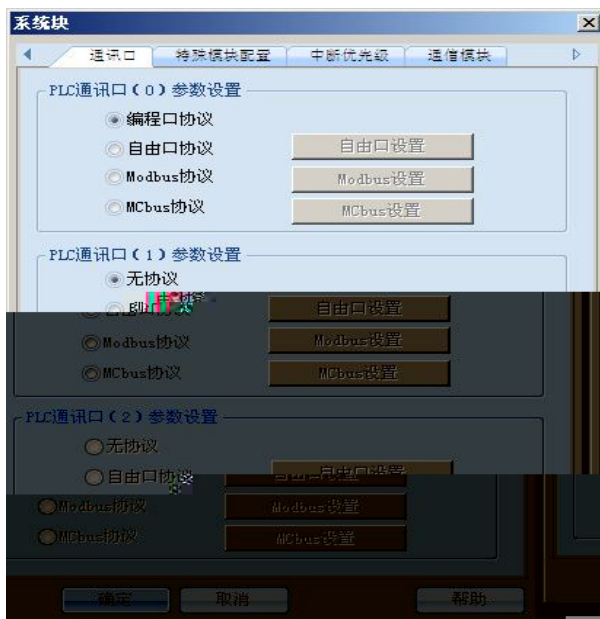 系统块
通讯口 特殊模块配置 中断优先级 通信模块
PLC通讯口(0)参数设置
编程口协议
自由口协议 自由口设置
Modbus协议 Modbus设置
MCbus协议 MCbus设置
PLC通讯口(1)参数设置
无协议
自由口设置
Modbus协议 Modbus设置
MCbus协议 MCbus设置
PLC通讯口(2)参数设置
无协议
自由口协议 自由口设置
Modbus协议 Modbus设置
MCbus协议 MCbus设置
确定 取消 帮助